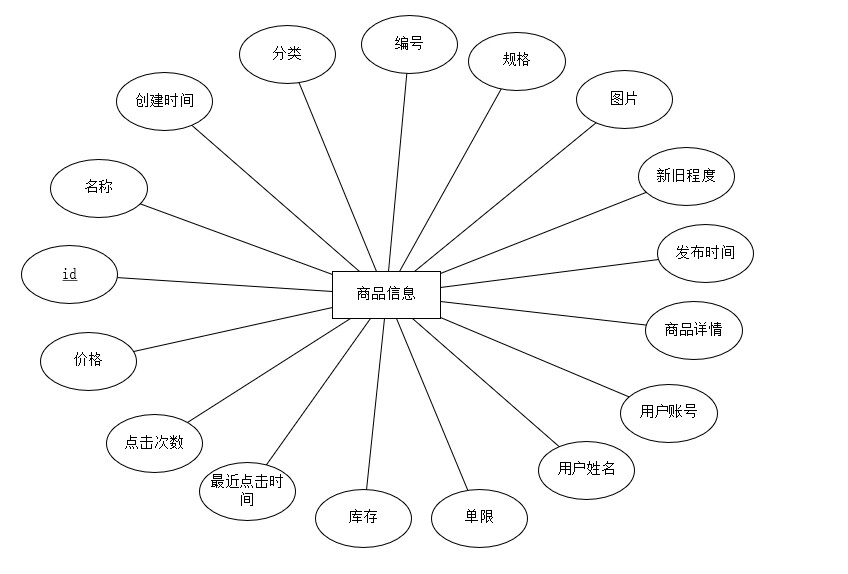 编号
分类
规格
图片
创建时间
新旧程度
名称
发布时间
id
商品信息
商品详情
价格
用户账号
点击次数
用户姓名
最近点击时
间
库存
单限